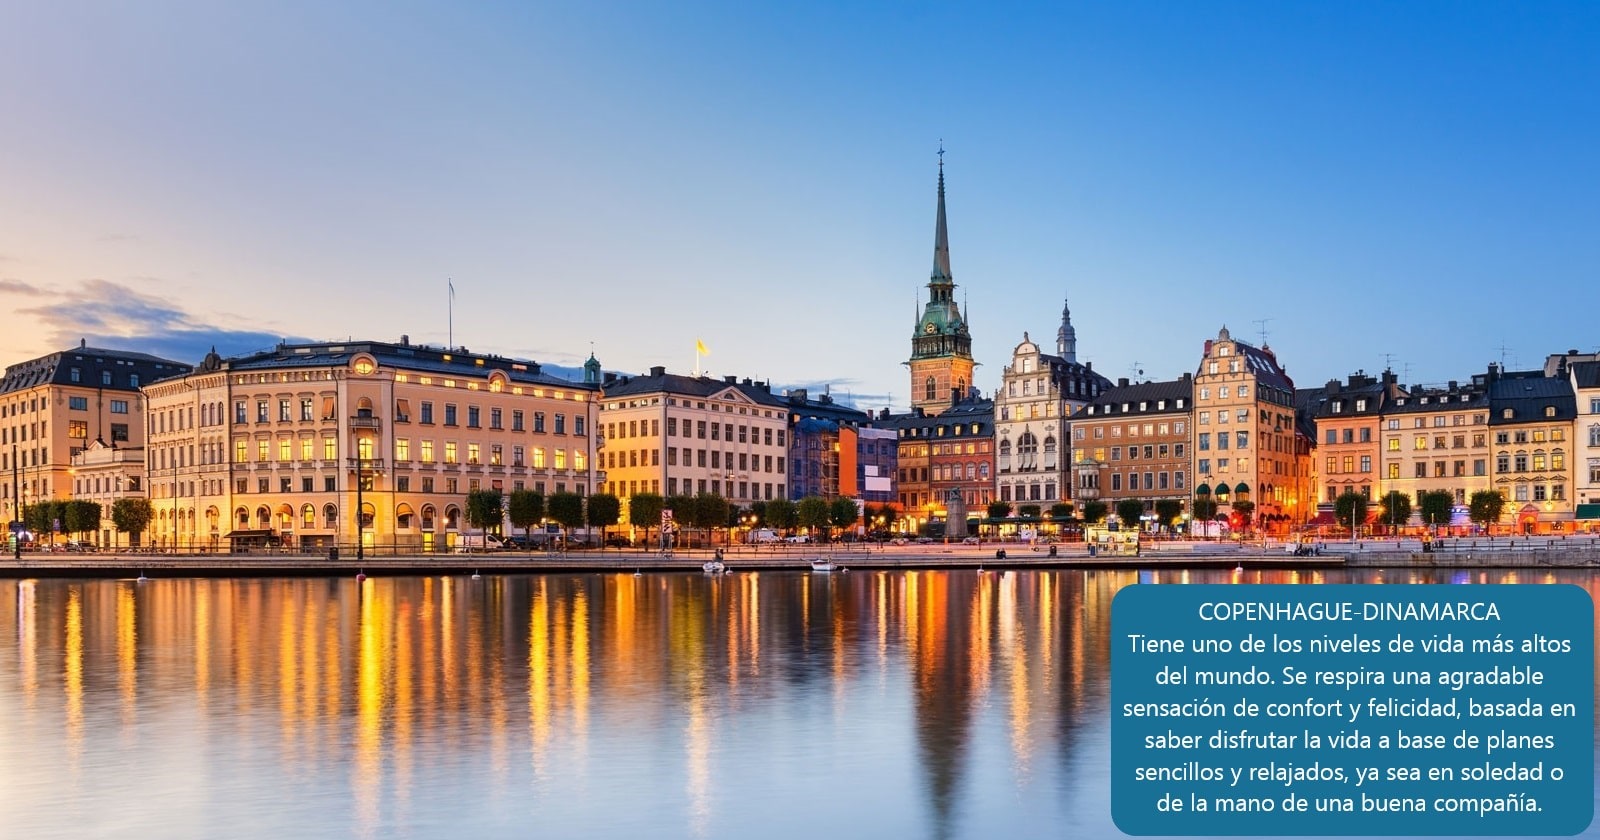 COPENHAGUE-DINAMARCA
Tiene uno de los niveles de vida más altos
del mundo. Se respira una agradable
sensación de confort y felicidad, basada en
saber disfrutar la vida a base de planes
sencillos y relajados, ya sea en soledad o
de la mano de una buena compañía.